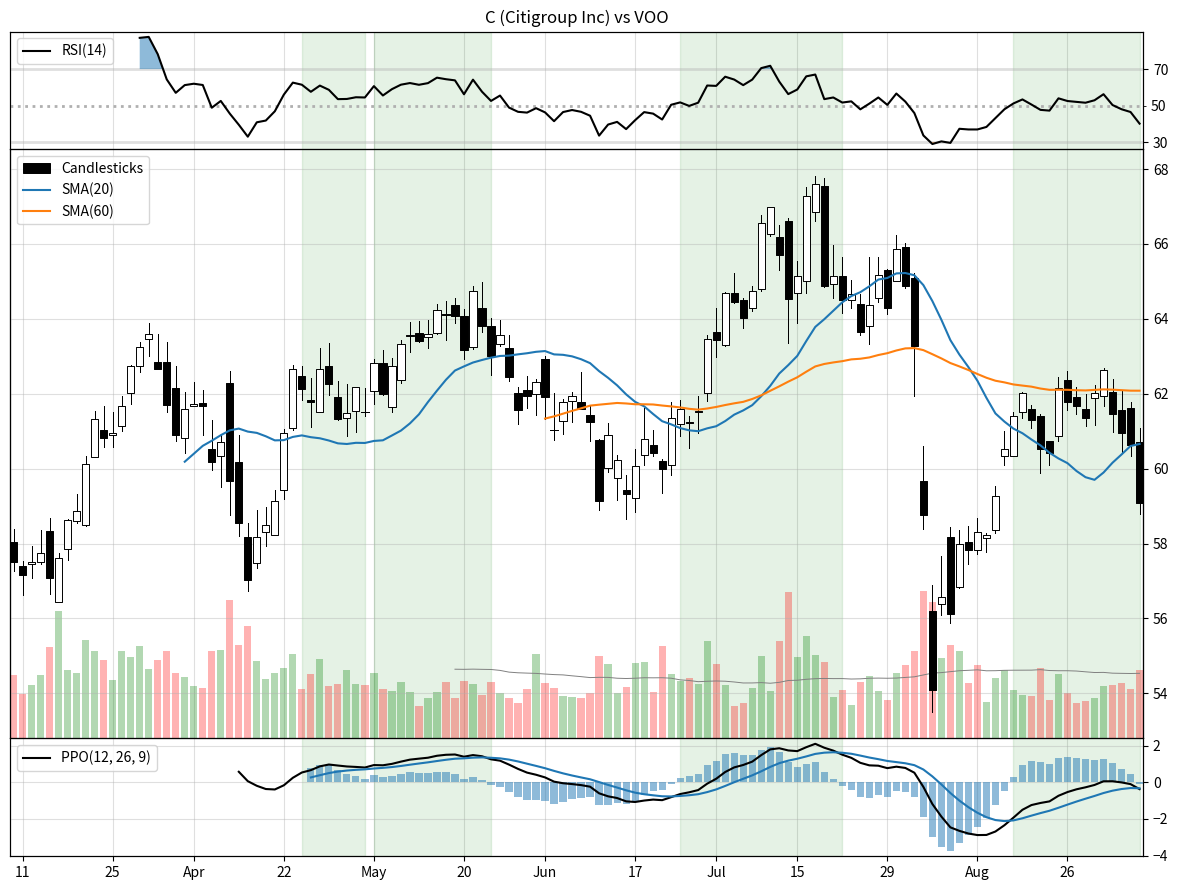 C (Citigroup Inc) vs VOO
RSI(14)
70
50
30
Candlesticks
SMA(20)
SMA(60)
68
66
64
62
60
58
56
54
PPO(12, 26, 9)
2
0
−2
−4
11 25 Apr 22 May 20 Jun 17 Jul 15 29 Aug 26